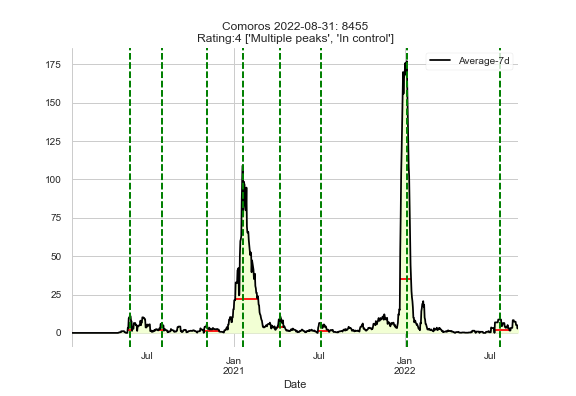 Comoros 2022-08-31: 8455
Rating:4 ['Multiple peaks', 'In control']
Average-7d
175
150
125
100
75
50
25
0
Jul
Jan
2021
Jul
Jan
2022
Jul
Date